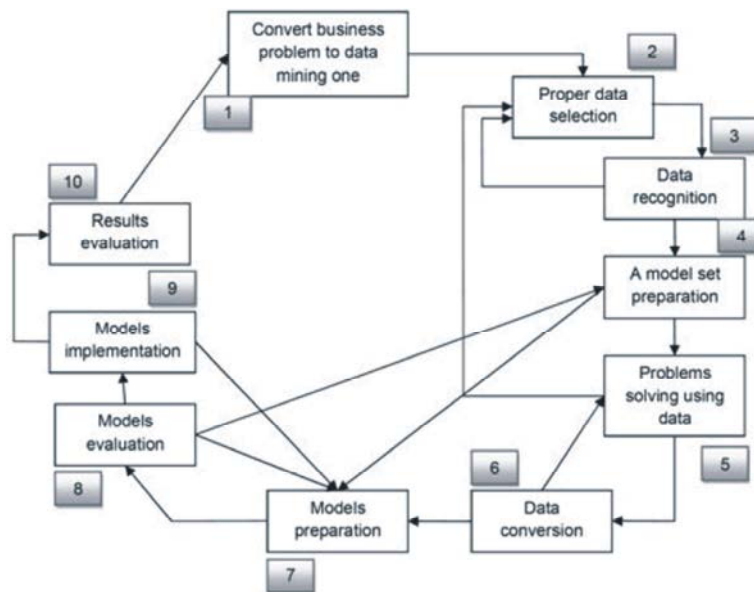 Convert business
problem to data
mining one
1
2
Proper data
selection
3
Data
recognition
4
A model set
preparation
Problems
solving using
data
5
6
Data
conversion
Models
preparation
7
Models
evaluation
8
9
Models
implementation
10
Results
evaluation